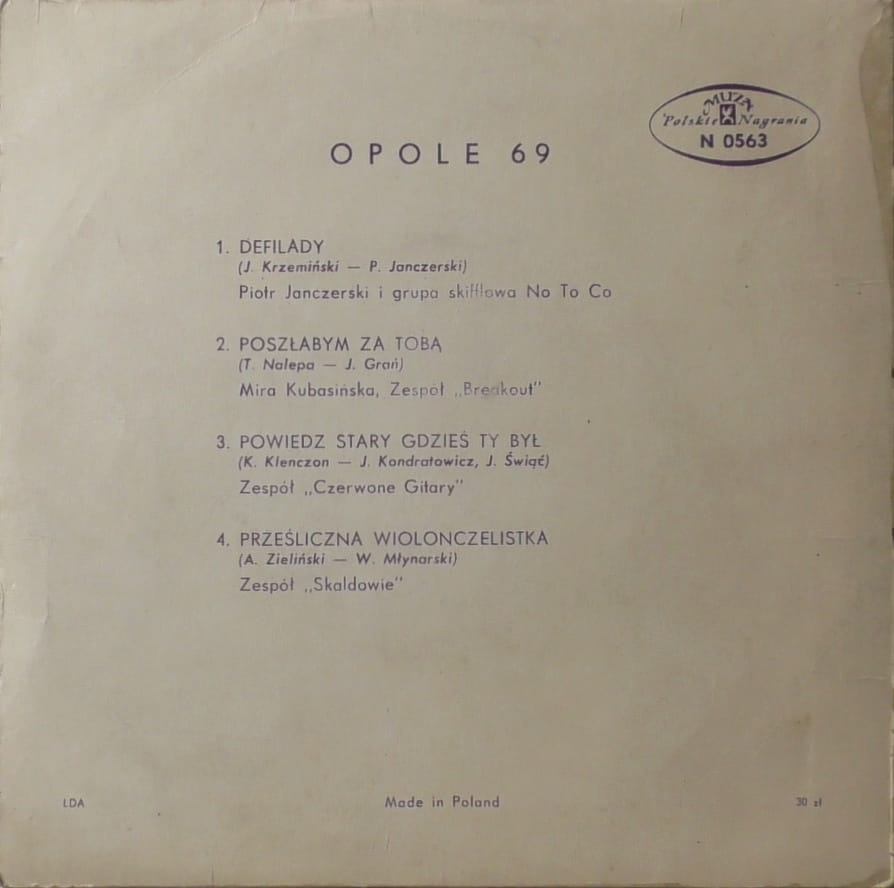 MUZA
Polskie Nagrania
N 0563
OPOLE 69
1. DEFILADY
(J. Krzemiński — P. Janczerski)
Piotr Janczerski i grupa skifflowa No To Co
2. POSZŁABYM ZA TOBĄ
(T. Nalepa — J. Grań)
Mira Kubasińska, Zespół „Breakout"
3. POWIEDZ STARY GDZIEŚ TY BYŁ
(K. Klenczon — J. Kondratowicz, J. Świąć)
Zespół „Czerwone Gitary"
4. PRZEŚLICZNA WIOLONCZELISTKA
(A. Zieliński — W. Młynarski)
Zespół „Skaldowie"
LDA
Made in Poland
30 zł